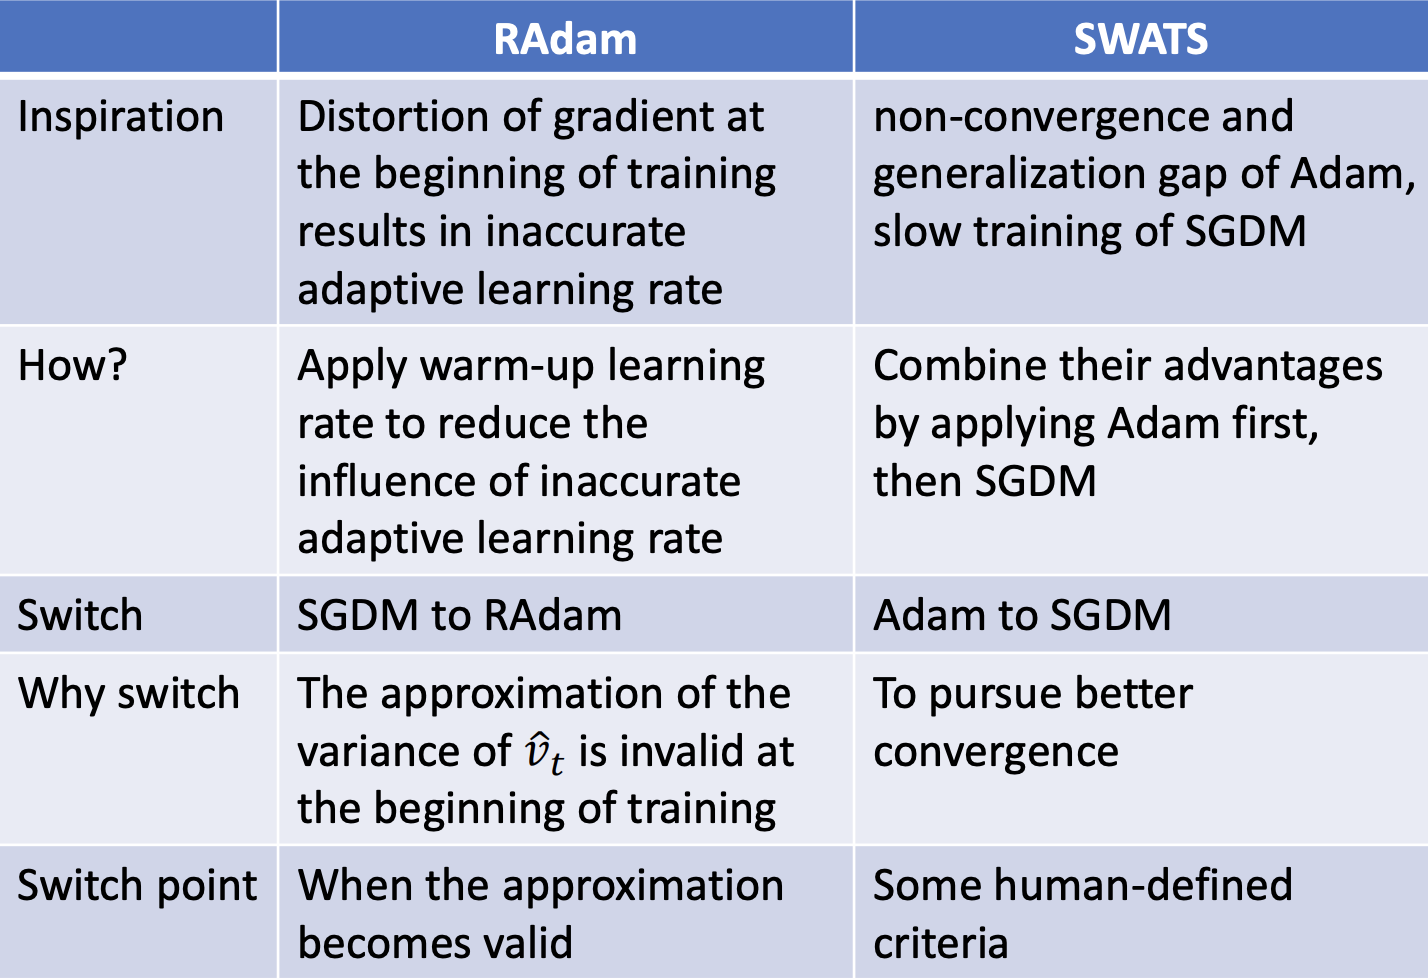 RAdam
SWATS
Inspiration
Distortion of gradient at
the beginning of training
results in inaccurate
adaptive learning rate
non-convergence and
generalization gap of Adam,
slow training of SGDM
How?
Apply warm-up learning
rate to reduce the
influence of inaccurate
adaptive learning rate
Combine their advantages
by applying Adam first,
then SGDM
Switch
SGDM to RAdam
Adam to SGDM
Why switch
The approximation of the
variance of v̂ₜ is invalid at
the beginning of training
To pursue better
convergence
Switch point
When the approximation
becomes valid
Some human-defined
criteria